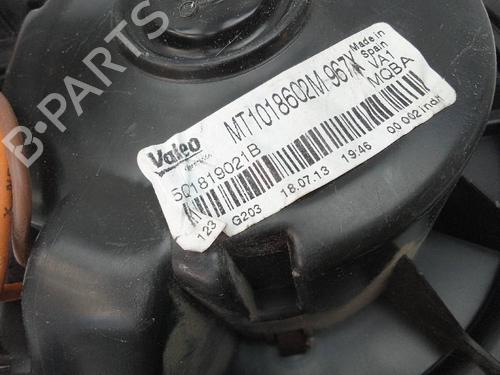 B-PARTS
Valeo
MT1018602M 967X
Made in
Spain
VA1
MQBA
5Q1819021B
123
G203
18.07.13
19:46
00 002 indH